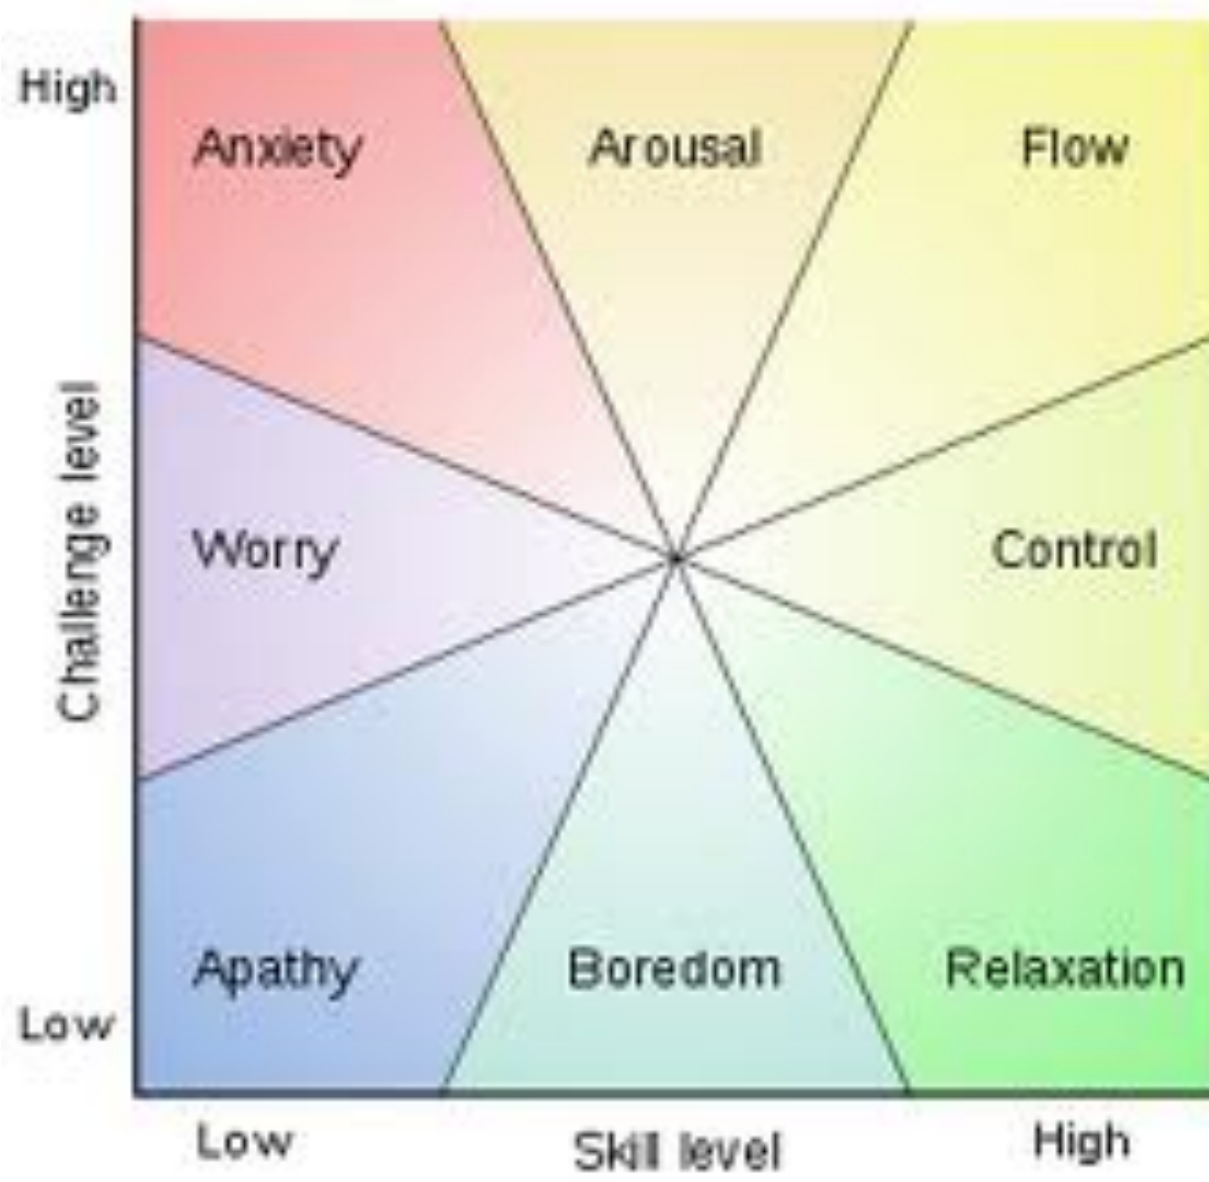 High
Anxiety
Arousal
Flow
Challenge level
Worry
Control
Apathy
Boredom
Relaxation
Low
Low
Skill level
High